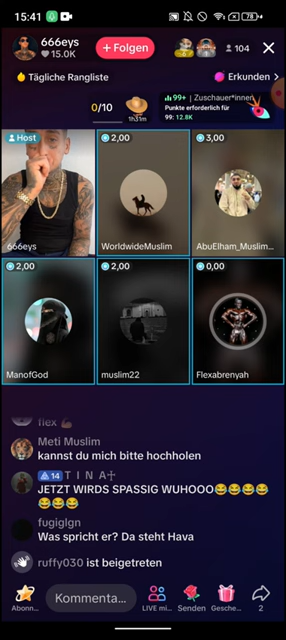 15:41
79
666eys
15.0K
+ Folgen
104
Tägliche Rangliste
Erkunden >
0/10
1h31m
99+ | Zuschauer*innen
Punkte erforderlich für
99: 12.8K
Host
2,00
3,00
666eys
WorldwideMuslim
AbuElham_Muslim...
2,00
2,00
0,00
ManofGod
muslim22
Flexabrenyah
flex 💪🏽
Meti Muslim
kannst du mich bitte hochholen
14 T I N A✝
JETZT WIRDS SPASSIG WUHOOO😂😂😂😂
😂😂😂
fugiglgn
Was spricht er? Da steht Hava
ruffy030 ist beigetreten
Kommenta...
Abonn...
LIVE mi...
Senden
Gesche...
2